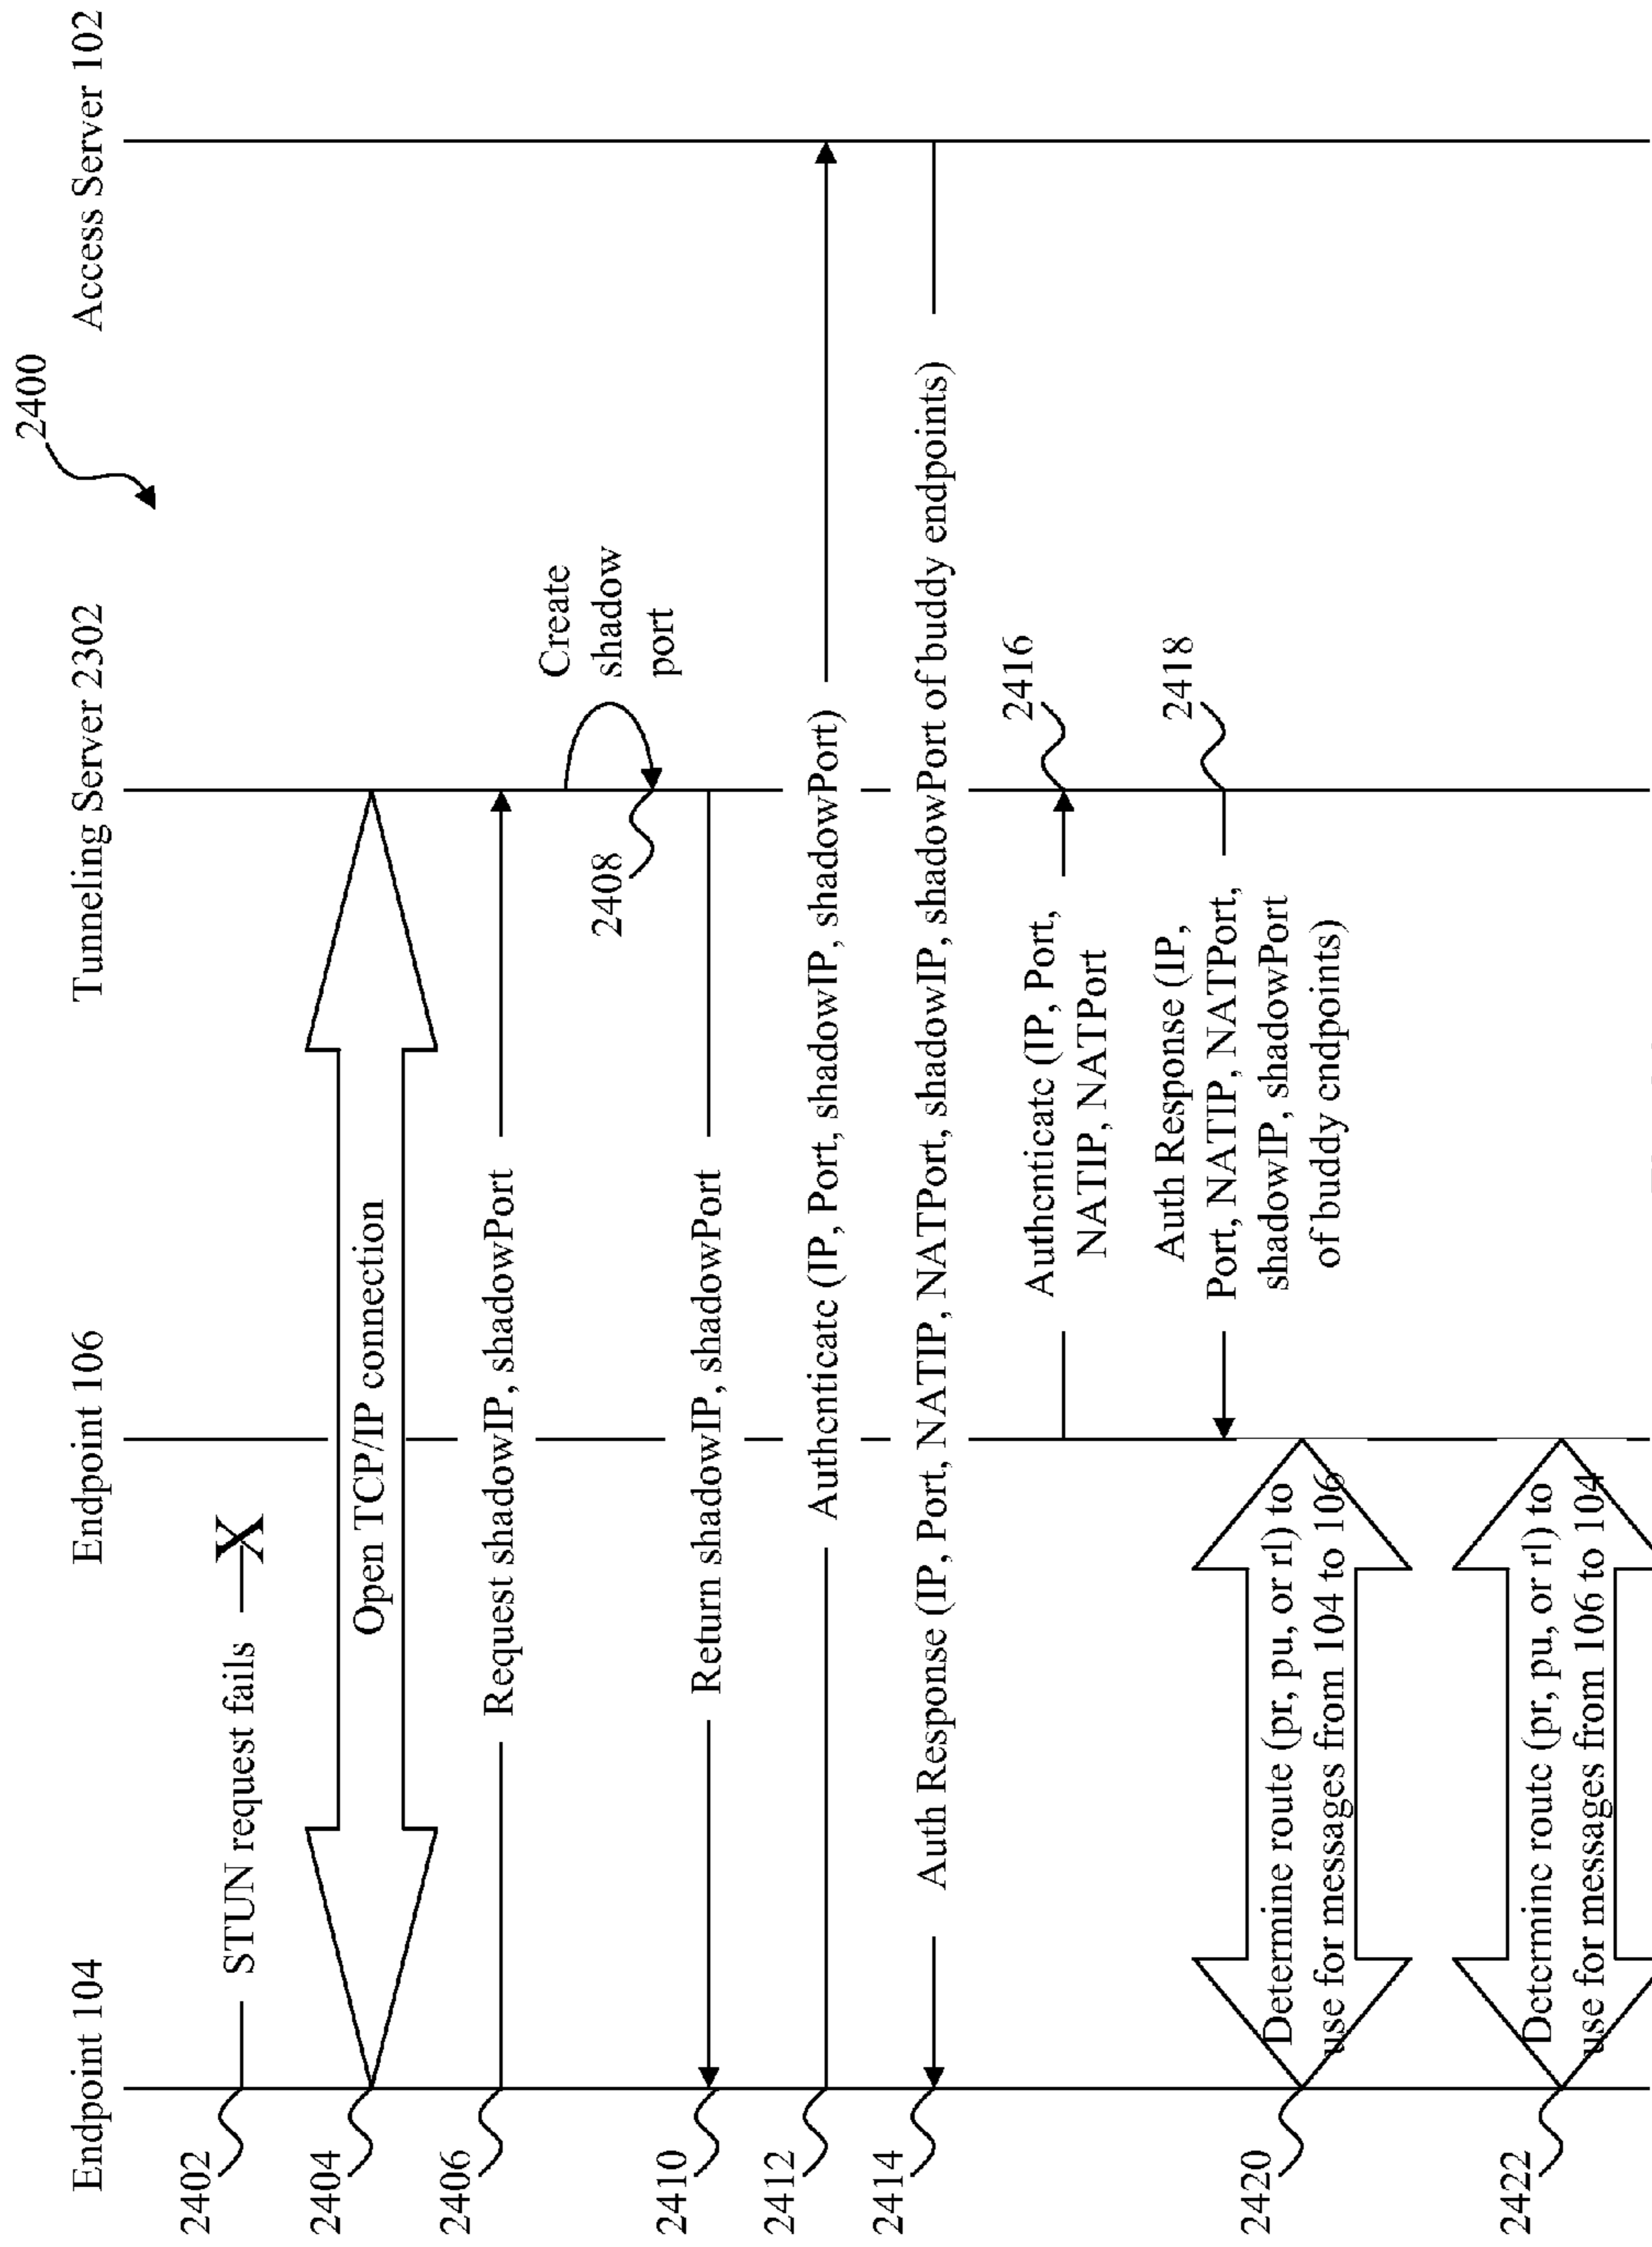 2400
Endpoint 104
Endpoint 106
Tunneling Server 2302
Access Server 102
2402
STUN request fails
X
2404
Open TCP/IP connection
2406
Request shadowIP, shadowPort
Create
shadow
port
2408
2410
Return shadowIP, shadowPort
2412
Authenticate (IP, Port, shadowIP, shadowPort)
2414
Auth Response (IP, Port, NATIP, NATPort, shadowIP, shadowPort of buddy endpoints)
Authenticate (IP, Port,
NATIP, NATPort
2416
Auth Response (IP,
Port, NATIP, NATPort,
shadowIP, shadowPort
of buddy endpoints)
2418
2420
Determine route (pr, pu, or rl) to
use for messages from 104 to 106
2422
Determine route (pr, pu, or rl) to
use for messages from 106 to 104